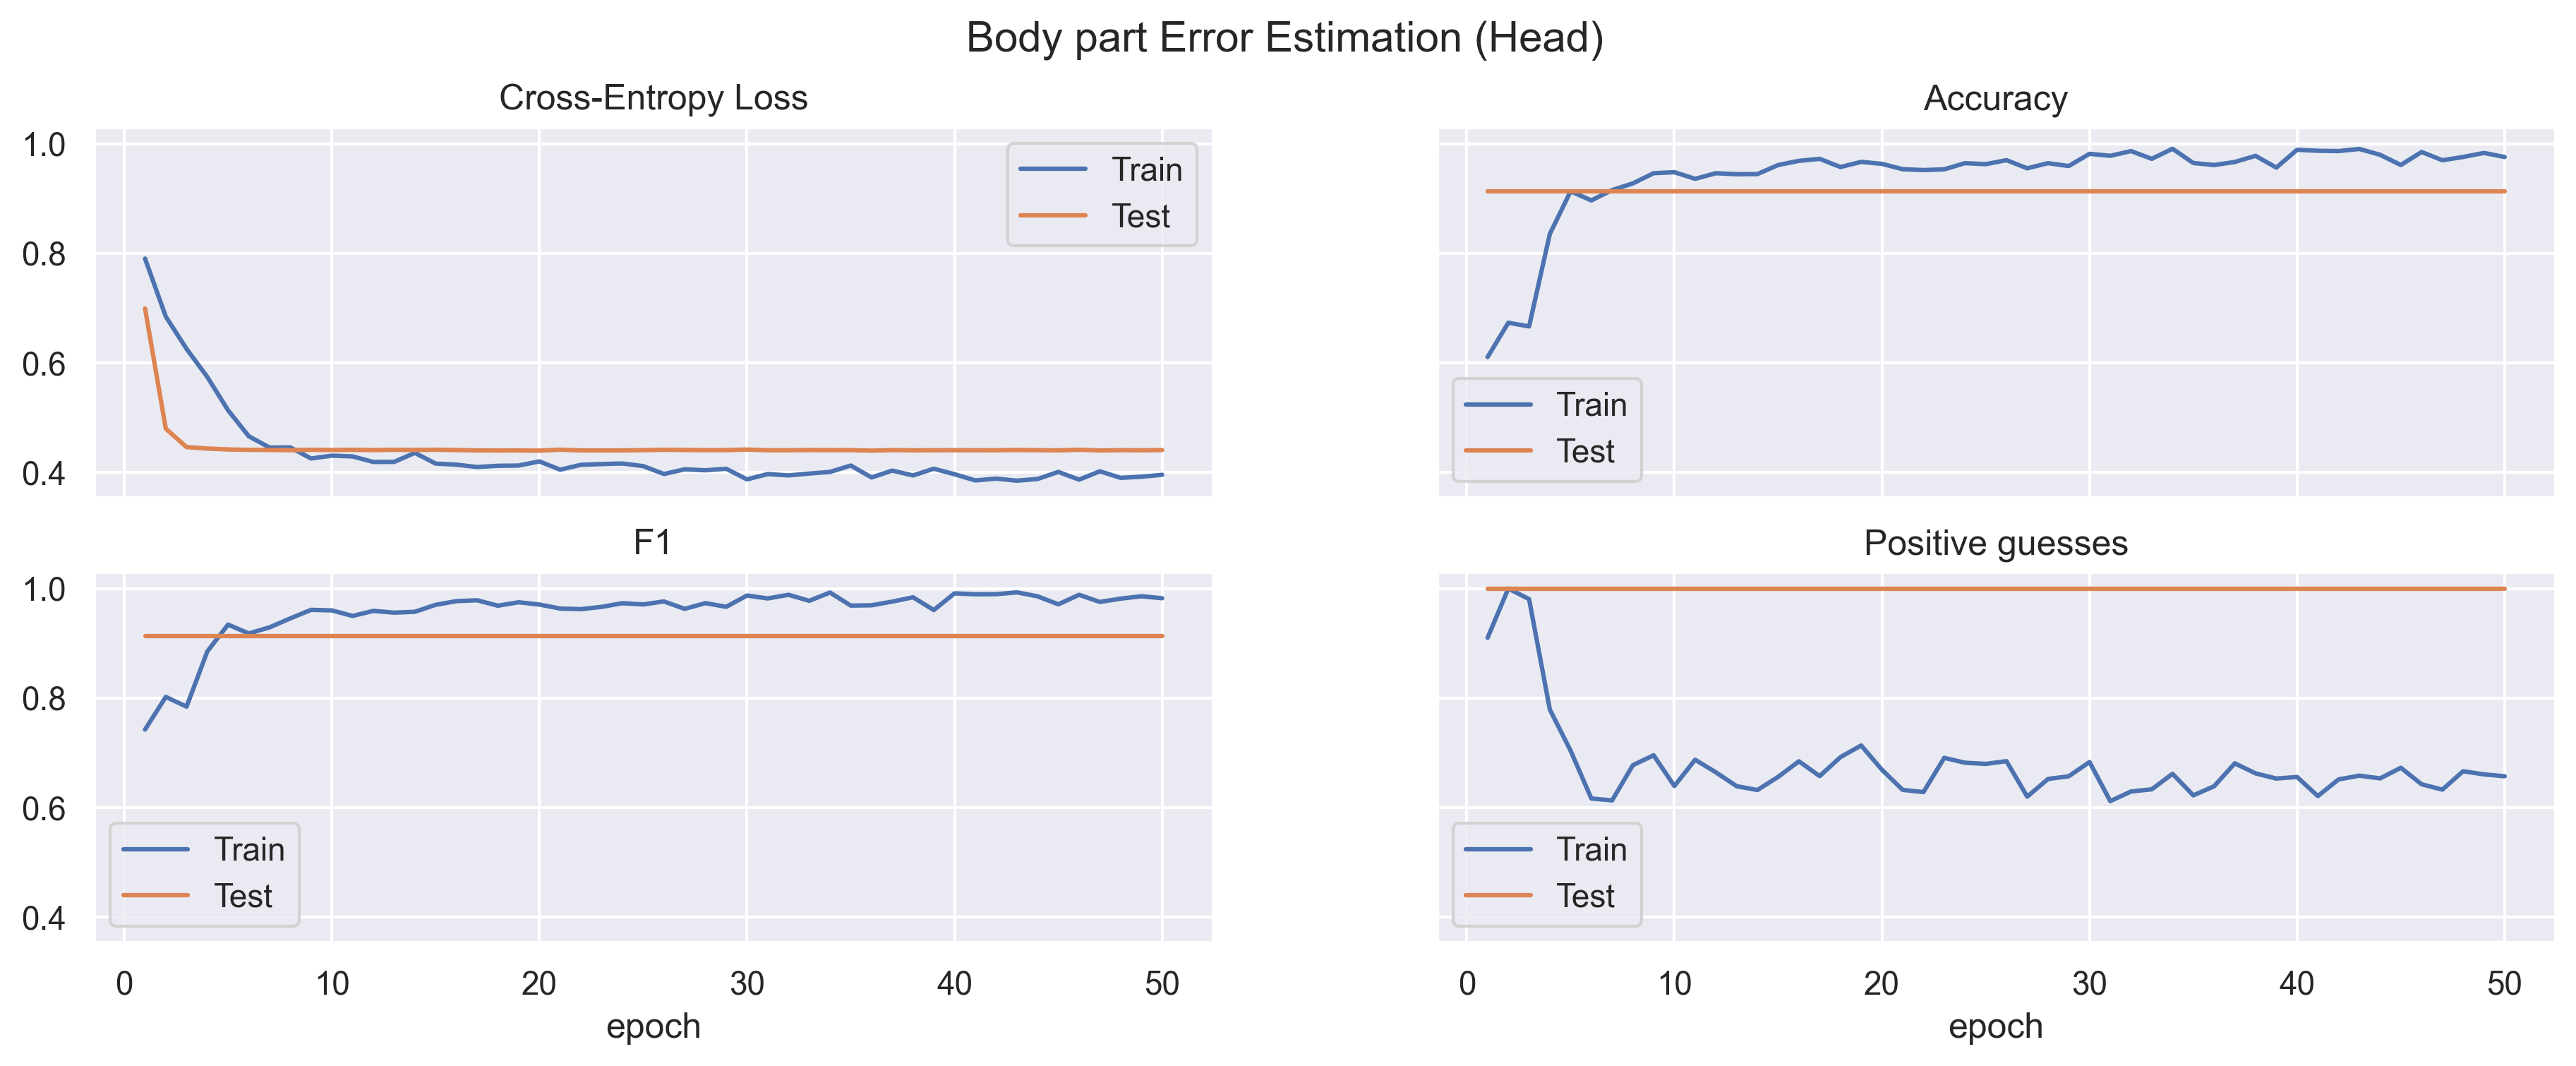 Body part Error Estimation (Head)
Cross-Entropy Loss
1.0
0.8
0.6
0.4
Train
Test
Accuracy
Train
Test
F1
1.0
0.8
0.6
0.4
Train
Test
0 10 20 30 40 50
epoch
Positive guesses
Train
Test
0 10 20 30 40 50
epoch